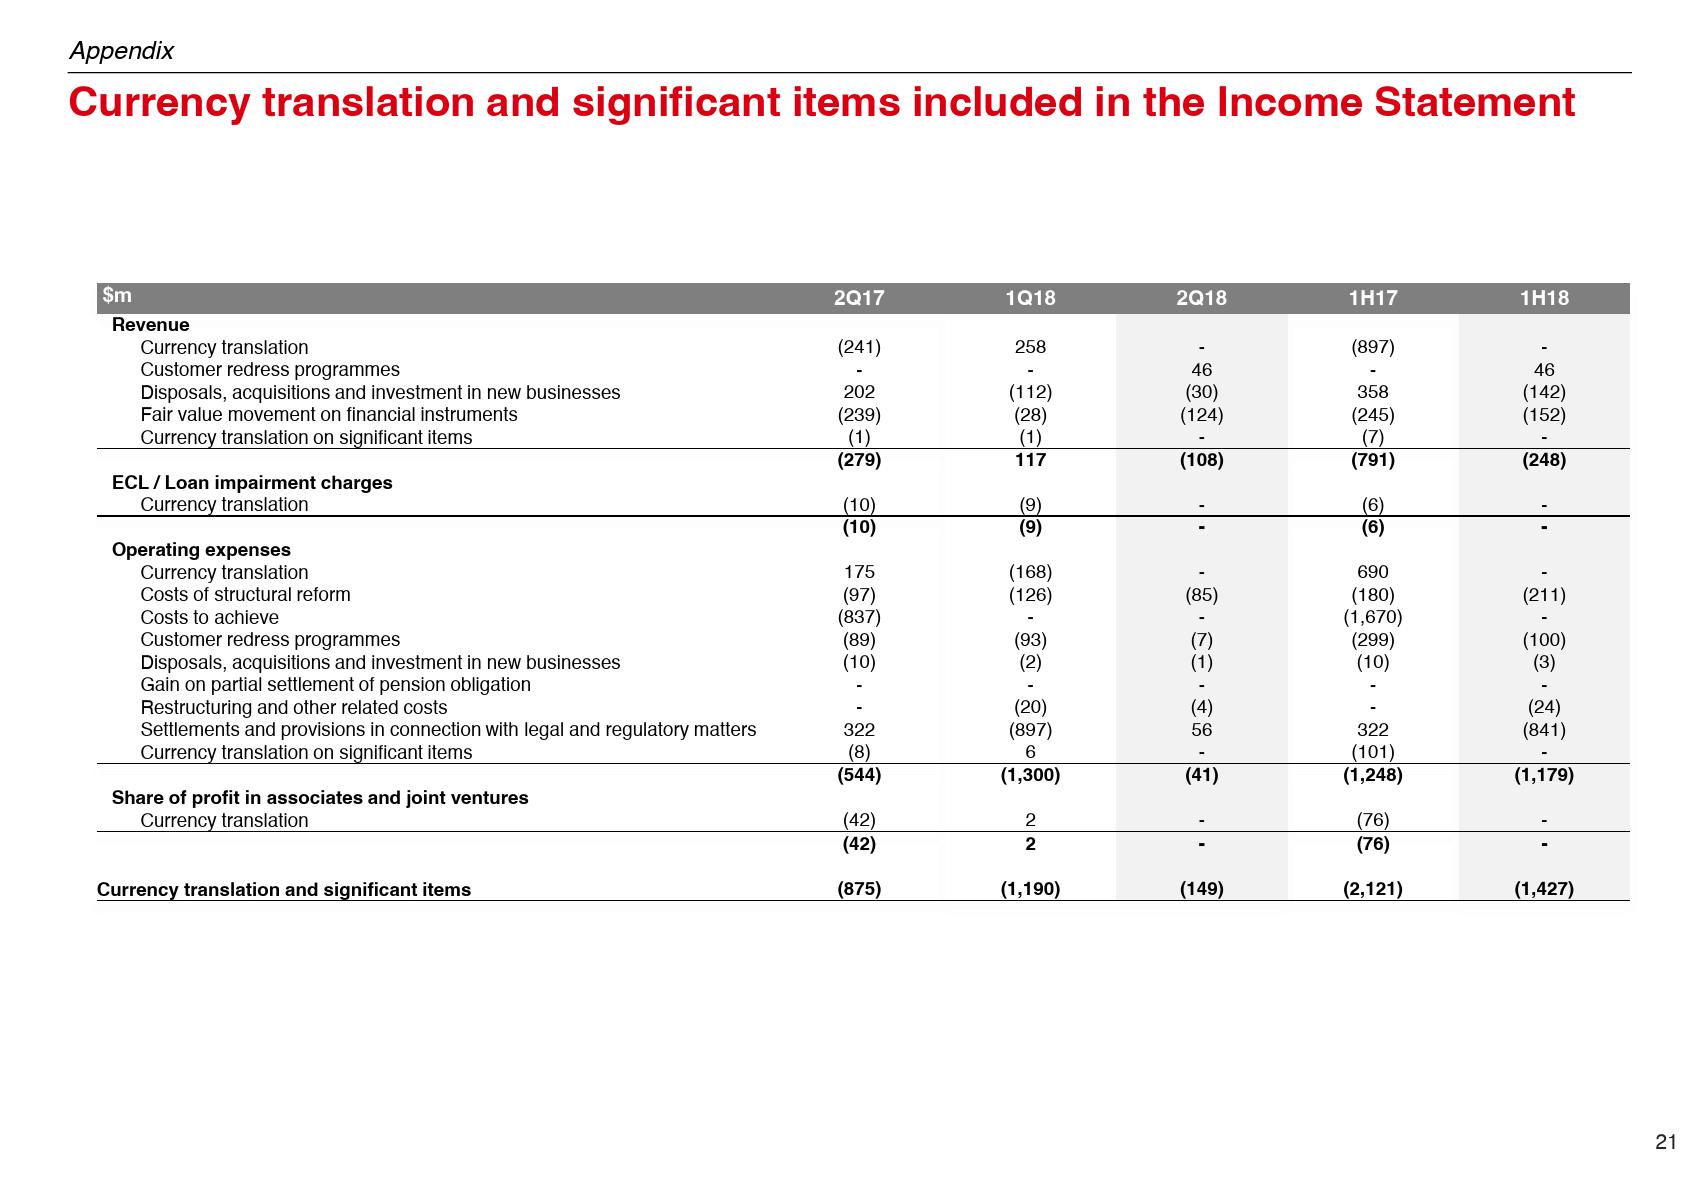 Appendix
Currency translation and significant items included in the Income Statement
$m 2Q17 1Q18 2Q18 1H17 1H18
Revenue
Currency translation (241) 258 - (897) -
Customer redress programmes - - 46 - 46
Disposals, acquisitions and investment in new businesses 202 (112) (30) 358 (142)
Fair value movement on financial instruments (239) (28) (124) (245) (152)
Currency translation on significant items (1) (1) - (7) -
(279) 117 (108) (791) (248)
ECL / Loan impairment charges
Currency translation (10) (9) - (6) -
(10) (9) - (6) -
Operating expenses
Currency translation 175 (168) - 690 -
Costs of structural reform (97) (126) (85) (180) (211)
Costs to achieve (837) - - (1,670) -
Customer redress programmes (89) (93) (7) (299) (100)
Disposals, acquisitions and investment in new businesses (10) (2) (1) (10) (3)
Gain on partial settlement of pension obligation - - - - -
Restructuring and other related costs - (20) (4) - (24)
Settlements and provisions in connection with legal and regulatory matters 322 (897) 56 322 (841)
Currency translation on significant items (8) 6 - (101) -
(544) (1,300) (41) (1,248) (1,179)
Share of profit in associates and joint ventures
Currency translation (42) 2 - (76) -
(42) 2 - (76) -
Currency translation and significant items (875) (1,190) (149) (2,121) (1,427)
21